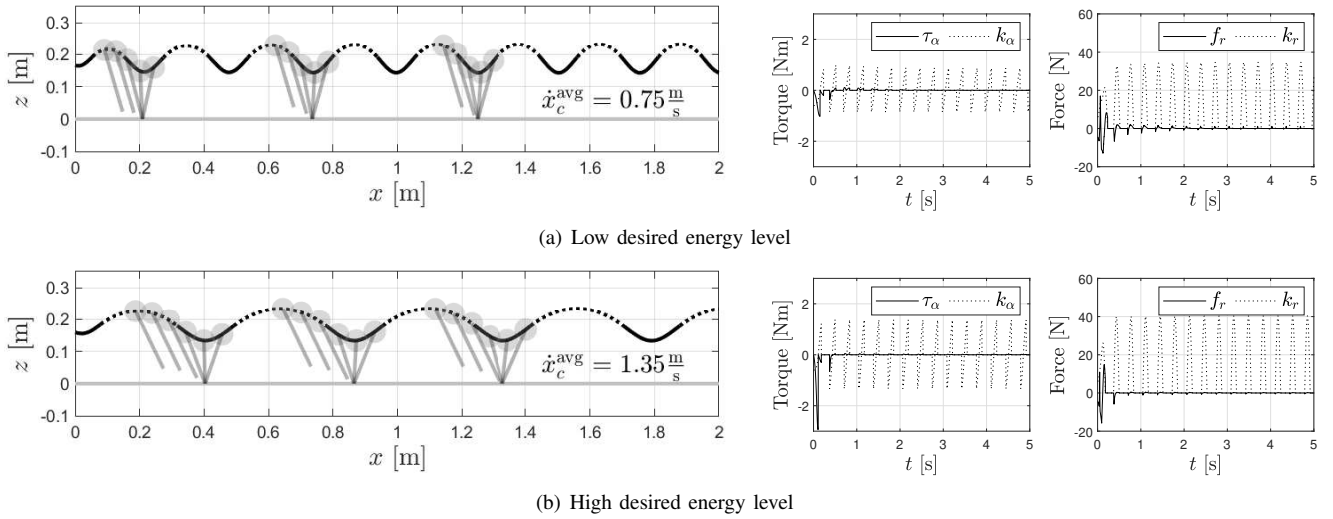 0.3
0.2
0.1
0
-0.1
z [m]
ẋ_c^avg = 0.75 m/s
0 0.2 0.4 0.6 0.8 1 1.2 1.4 1.6 1.8 2
x [m]
τ_α k_α
2
0
-2
Torque [Nm]
0 1 2 3 4 5
t [s]
f_r k_r
60
40
20
0
20
Force [N]
0 1 2 3 4 5
t [s]
(a) Low desired energy level
0.3
0.2
0.1
0
-0.1
z [m]
ẋ_c^avg = 1.35 m/s
0 0.2 0.4 0.6 0.8 1 1.2 1.4 1.6 1.8 2
x [m]
τ_α k_α
2
0
-2
Torque [Nm]
0 1 2 3 4 5
t [s]
f_r k_r
60
40
20
0
-20
Force [N]
0 1 2 3 4 5
t [s]
(b) High desired energy level